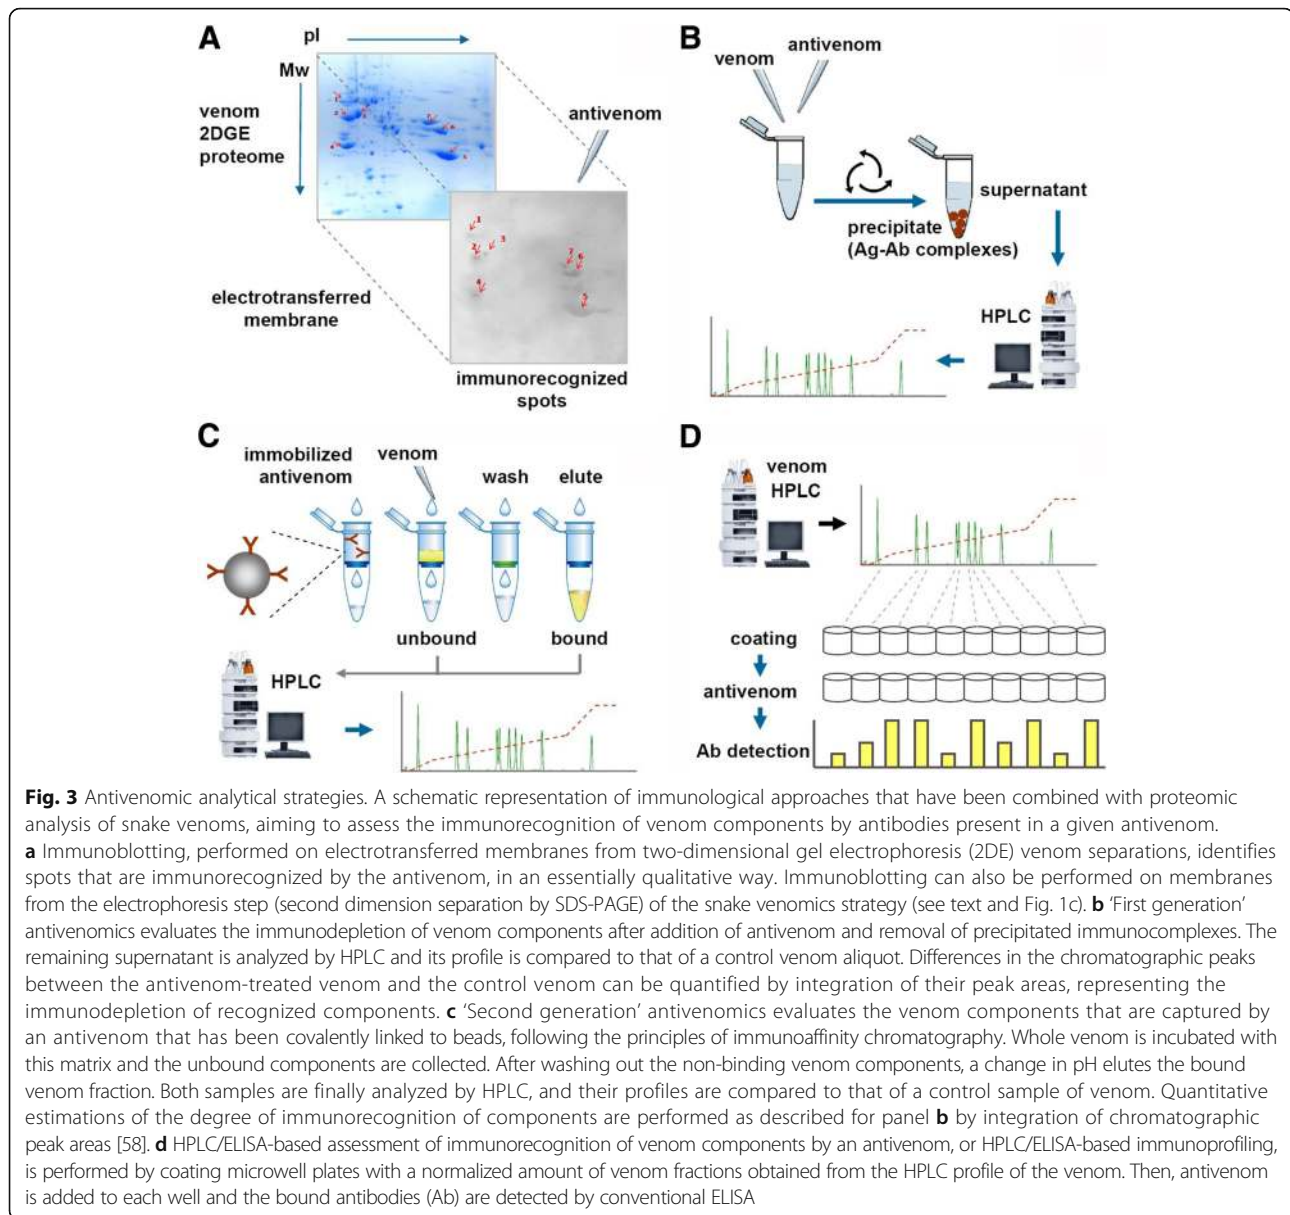 A
pI
Mw
venom
2DGE
proteome
antivenom
1
2
3
4
7
6
5
electrotransferred
membrane
immunorecognized
spots
B
antivenom
venom
supernatant
precipitate
(Ag-Ab complexes)
HPLC
C
immobilized
antivenom
venom
wash
elute
unbound
bound
HPLC
D
venom
HPLC
coating
antivenom
Ab detection
Fig. 3 Antivenomic analytical strategies. A schematic representation of immunological approaches that have been combined with proteomic
analysis of snake venoms, aiming to assess the immunorecognition of venom components by antibodies present in a given antivenom.
a Immunoblotting, performed on electrotransferred membranes from two-dimensional gel electrophoresis (2DE) venom separations, identifies
spots that are immunorecognized by the antivenom, in an essentially qualitative way. Immunoblotting can also be performed on membranes
from the electrophoresis step (second dimension separation by SDS-PAGE) of the snake venomics strategy (see text and Fig. 1c). b ‘First generation’
antivenomics evaluates the immunodepletion of venom components after addition of antivenom and removal of precipitated immunocomplexes. The
remaining supernatant is analyzed by HPLC and its profile is compared to that of a control venom aliquot. Differences in the chromatographic peaks
between the antivenom-treated venom and the control venom can be quantified by integration of their peak areas, representing the
immunodepletion of recognized components. c ‘Second generation’ antivenomics evaluates the venom components that are captured by
an antivenom that has been covalently linked to beads, following the principles of immunoaffinity chromatography. Whole venom is incubated with
this matrix and the unbound components are collected. After washing out the non-binding venom components, a change in pH elutes the bound
venom fraction. Both samples are finally analyzed by HPLC, and their profiles are compared to that of a control sample of venom. Quantitative
estimations of the degree of immunorecognition of components are performed as described for panel b by integration of chromatographic
peak areas [58]. d HPLC/ELISA-based assessment of immunorecognition of venom components by an antivenom, or HPLC/ELISA-based immunoprofiling,
is performed by coating microwell plates with a normalized amount of venom fractions obtained from the HPLC profile of the venom. Then, antivenom
is added to each well and the bound antibodies (Ab) are detected by conventional ELISA